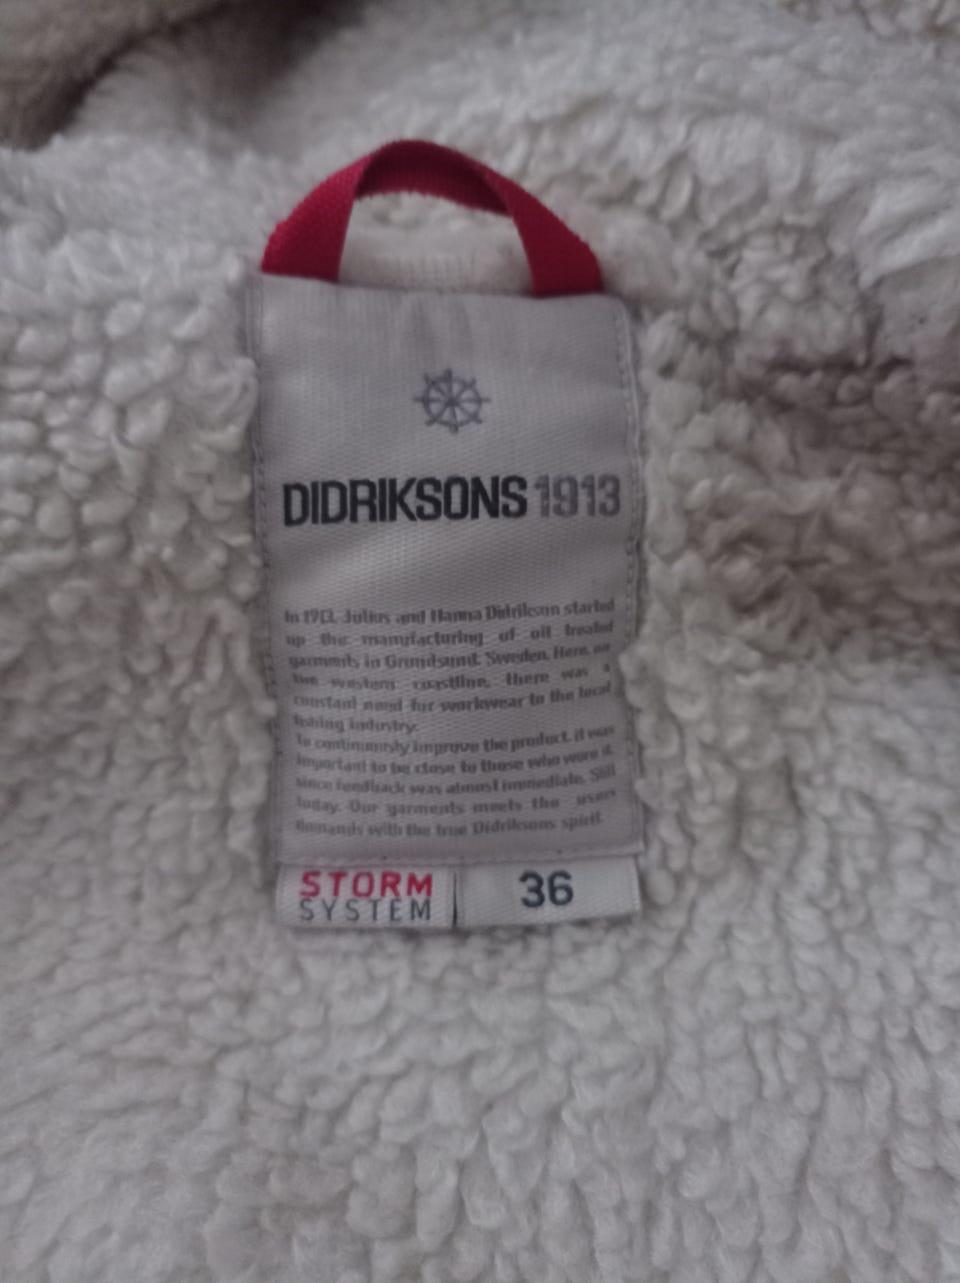 DIDRIKSONS 1913
In 1913, Julius and Hanna Didrikson started
up the manufacturing of oil treated
garments in Grundsund, Sweden. Here, on
the western coastline, there was a
constant need for workwear to the local
fishing industry.
To continuously improve the product, it was
important to be close to those who wore it,
since feedback was almost immediate. Still
today. Our garments meets the users
demands with the true Didriksons spirit.
STORM
SYSTEM
36